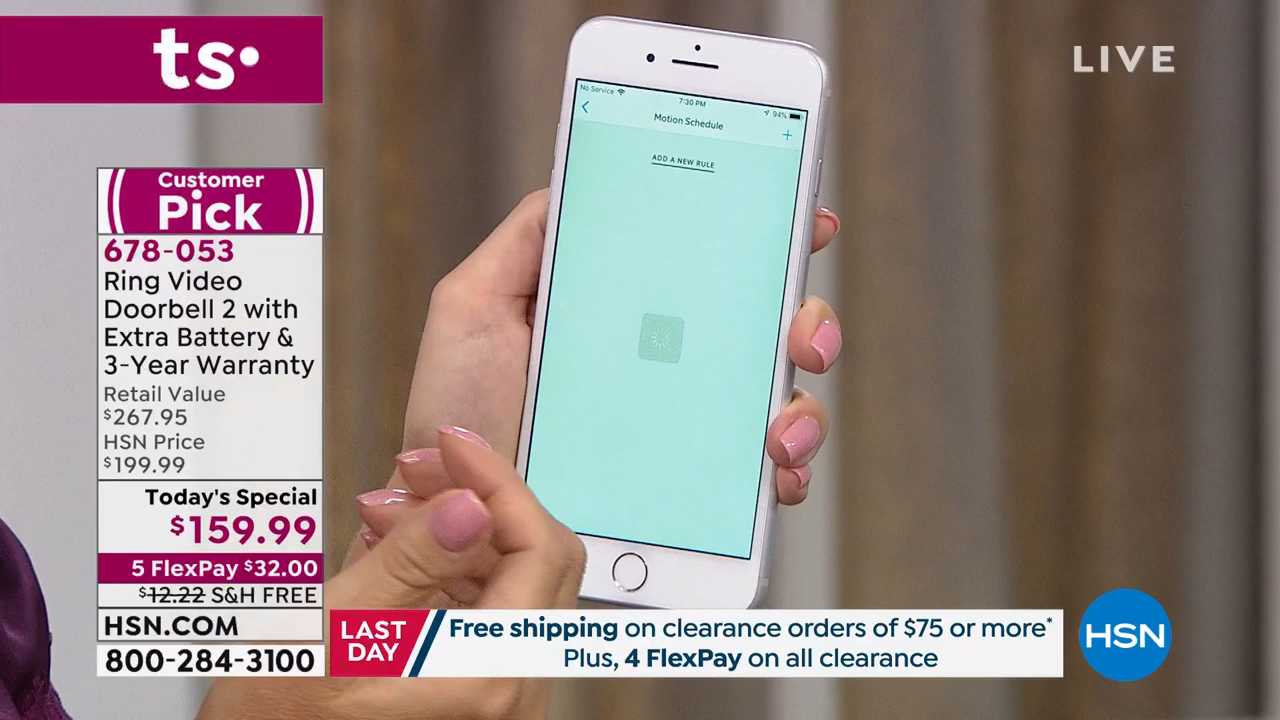 ts.
LIVE
No Service
7:30 PM
94%
Motion Schedule
+
ADD A NEW RULE
Customer
Pick
678-053
Ring Video
Doorbell 2 with
Extra Battery &
3-Year Warranty
Retail Value
$267.95
HSN Price
$199.99
Today's Special
$159.99
5 FlexPay $32.00
$12.22 S&H FREE
HSN.COM
800-284-3100
LAST
DAY
Free shipping on clearance orders of $75 or more*
Plus, 4 FlexPay on all clearance
HSN